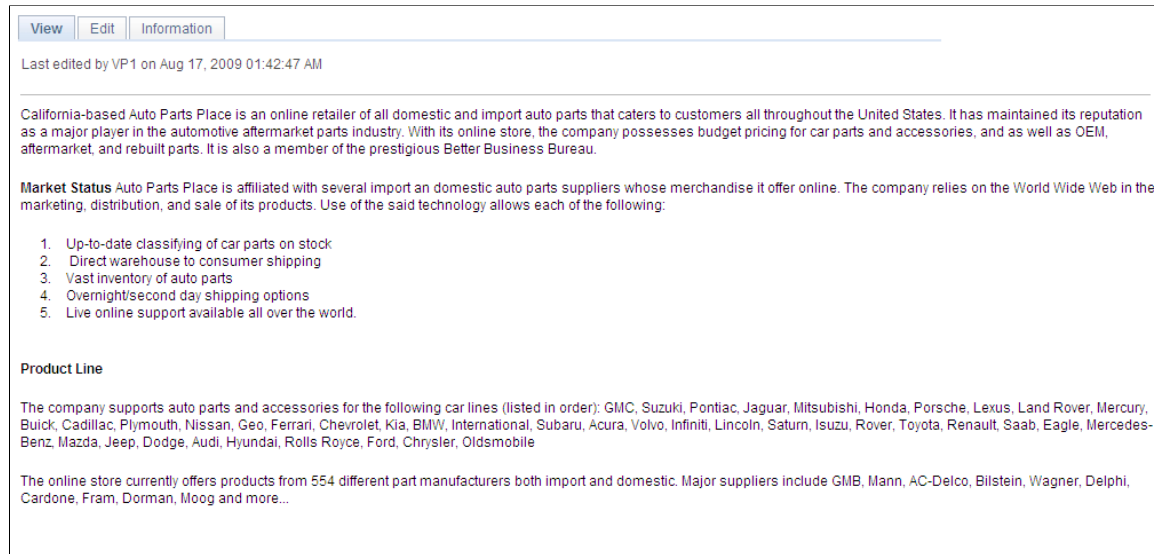 View Edit Information
Last edited by VP1 on Aug 17, 2009 01:42:47 AM
California-based Auto Parts Place is an online retailer of all domestic and import auto parts that caters to customers all throughout the United States. It has maintained its reputation
as a major player in the automotive aftermarket parts industry. With its online store, the company possesses budget pricing for car parts and accessories, and as well as OEM,
aftermarket, and rebuilt parts. It is also a member of the prestigious Better Business Bureau.
Market Status Auto Parts Place is affiliated with several import an domestic auto parts suppliers whose merchandise it offer online. The company relies on the World Wide Web in the
marketing, distribution, and sale of its products. Use of the said technology allows each of the following:
1. Up-to-date classifying of car parts on stock
2. Direct warehouse to consumer shipping
3. Vast inventory of auto parts
4. Overnight/second day shipping options
5. Live online support available all over the world.
Product Line
The company supports auto parts and accessories for the following car lines (listed in order): GMC, Suzuki, Pontiac, Jaguar, Mitsubishi, Honda, Porsche, Lexus, Land Rover, Mercury,
Buick, Cadillac, Plymouth, Nissan, Geo, Ferrari, Chevrolet, Kia, BMW, International, Subaru, Acura, Volvo, Infiniti, Lincoln, Saturn, Isuzu, Rover, Toyota, Renault, Saab, Eagle, Mercedes-
Benz, Mazda, Jeep, Dodge, Audi, Hyundai, Rolls Royce, Ford, Chrysler, Oldsmobile
The online store currently offers products from 554 different part manufacturers both import and domestic. Major suppliers include GMB, Mann, AC-Delco, Bilstein, Wagner, Delphi,
Cardone, Fram, Dorman, Moog and more...